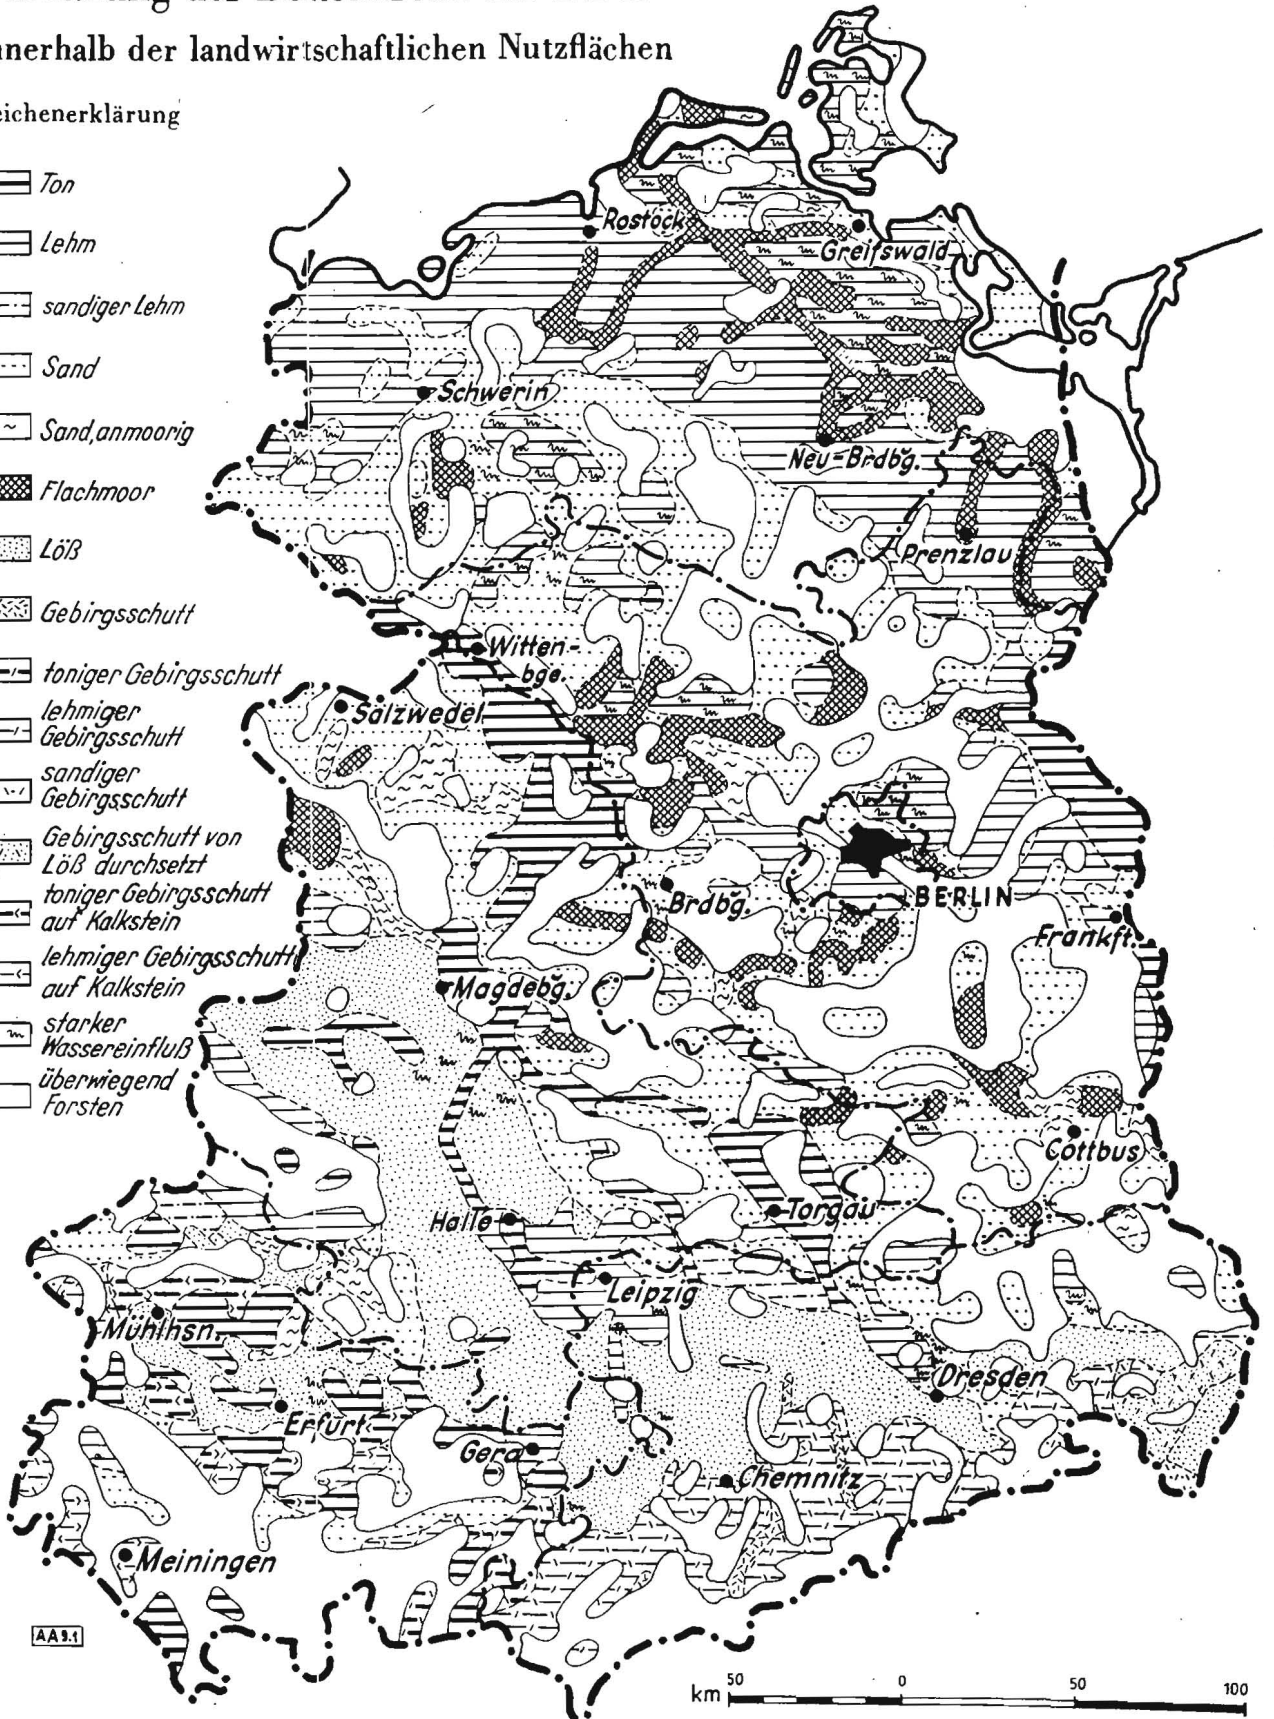 nnerhalb der landwirtschaftlichen Nutzflächen
eichenerklärung
Ton
Lehm
sandiger Lehm
Sand
Sand, anmoorig
Flachmoor
Löß
Gebirgsschutt
toniger Gebirgsschutt
lehmiger
Gebirgsschutt
sandiger
Gebirgsschutt
Gebirgsschutt von
Löß durchsetzt
toniger Gebirgsschutt
auf Kalkstein
lehmiger Gebirgsschutt
auf Kalkstein
starker
Wassereinfluß
überwiegend
Forsten
Rostock
Greifswald
Schwerin
Neu-Brdbg.
Prenzlau
Witten-
bge.
Salzwedel
BERLIN
Brdbg.
Frankft.
Magdebg.
Cottbus
Halle
Torgau
Leipzig
Mühlhsn.
Dresden
Erfurt
Gera
Chemnitz
Meiningen
AA9.1
km 50 0 50 100